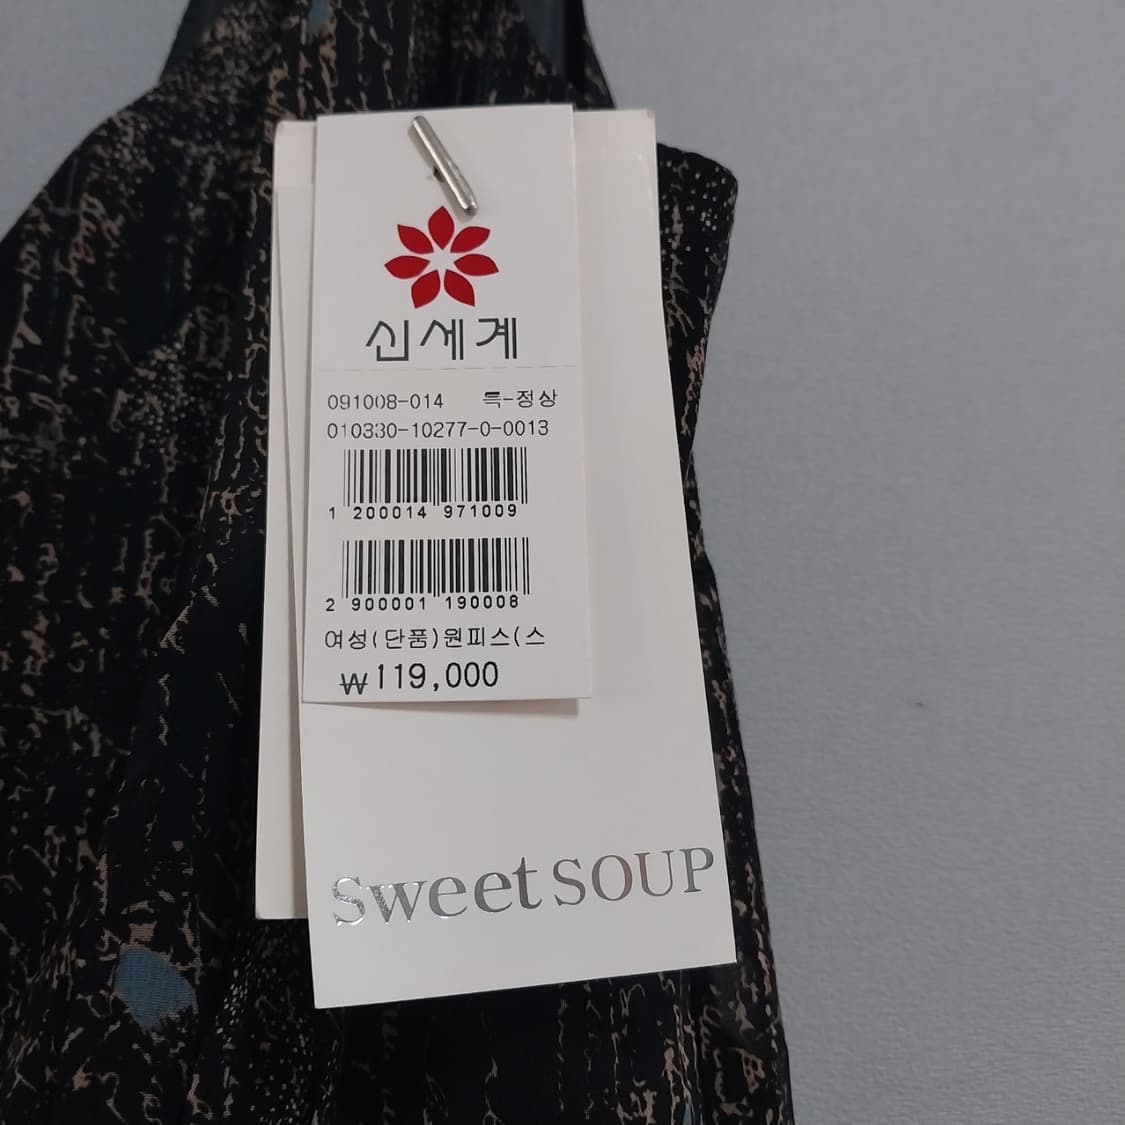 신세계
091008-014 특-정상
010330-10277-0-0013
1 200014 971009
2 900001 190008
여성(단품)원피스(스
₩119,000
Sweet SOUP